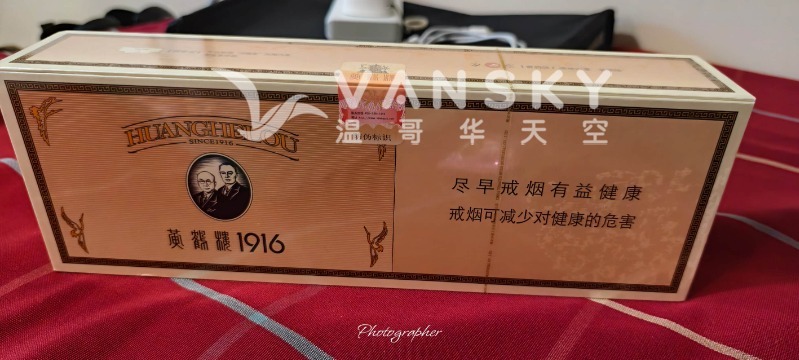 VANSKY
温哥华天空
HUANGHELOU
SINCE1916
黄鹤楼1916
尽早戒烟有益健康
戒烟可减少对健康的危害
Photographer